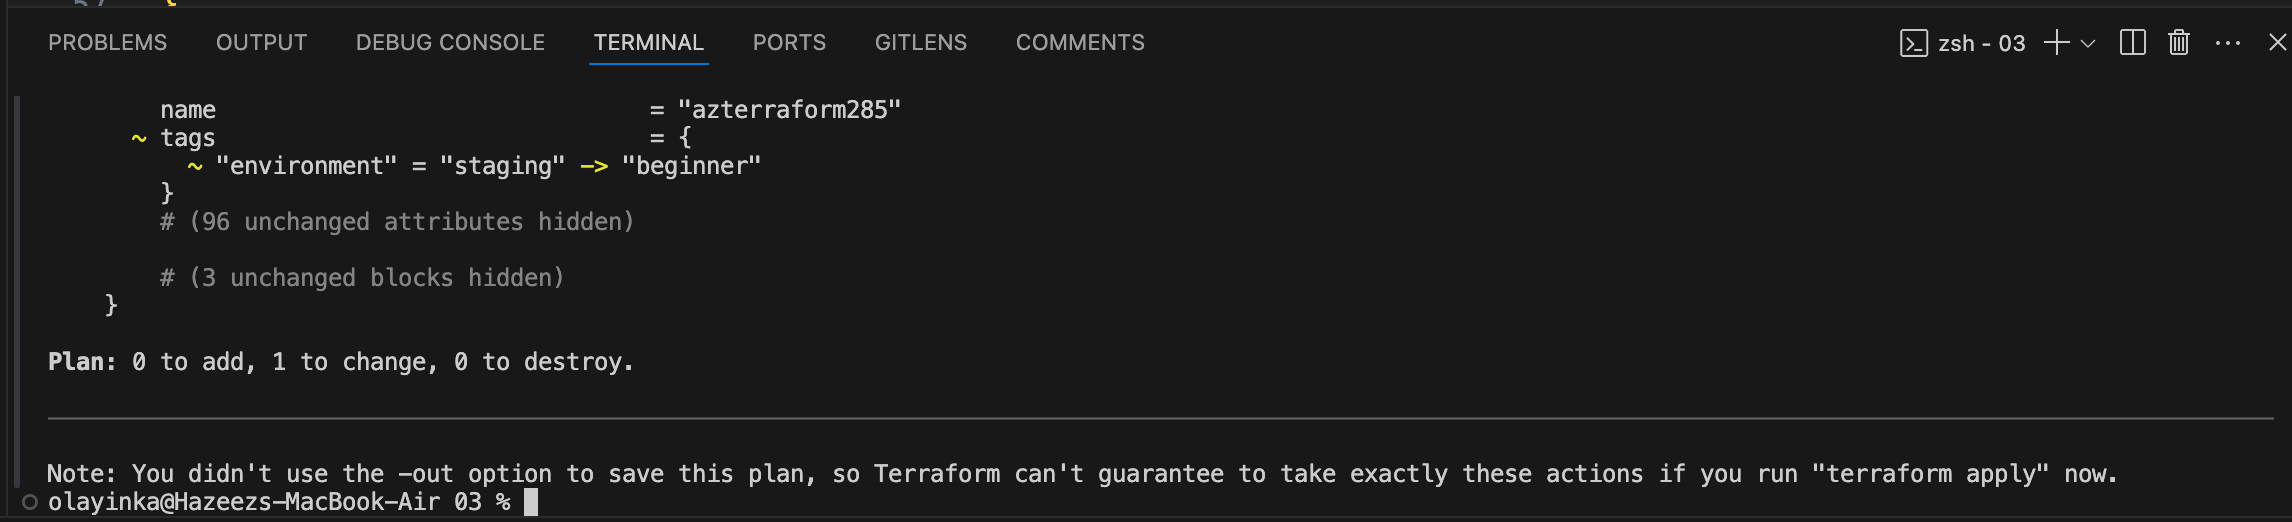 PROBLEMS OUTPUT DEBUG CONSOLE TERMINAL PORTS GITLENS COMMENTS zsh - 03
name = "azterraform285"
~ tags = {
~ "environment" = "staging" -> "beginner"
}
# (96 unchanged attributes hidden)
# (3 unchanged blocks hidden)
}
Plan: 0 to add, 1 to change, 0 to destroy.
Note: You didn't use the -out option to save this plan, so Terraform can't guarantee to take exactly these actions if you run "terraform apply" now.
olayinka@Hazeezs-MacBook-Air 03 %